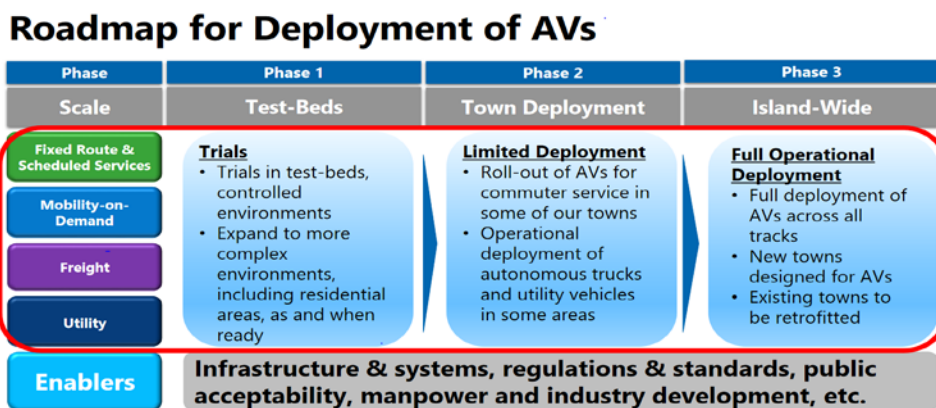 Roadmap for Deployment of AVs
Phase
Phase 1
Phase 2
Phase 3
Scale
Test-Beds
Town Deployment
Island-Wide
Fixed Route &
Scheduled Services
Mobility-on-
Demand
Freight
Utility
Trials
• Trials in test-beds,
controlled
environments
• Expand to more
complex
environments,
including residential
areas, as and when
ready
Limited Deployment
• Roll-out of AVs for
commuter service in
some of our towns
• Operational
deployment of
autonomous trucks
and utility vehicles
in some areas
Full Operational
Deployment
• Full deployment of
AVs across all
tracks
• New towns
designed for AVs
• Existing towns to
be retrofitted
Enablers
Infrastructure & systems, regulations & standards, public
acceptability, manpower and industry development, etc.